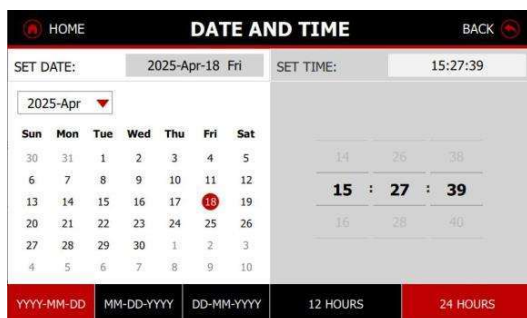 HOME DATE AND TIME BACK
SET DATE: 2025-Apr-18 Fri SET TIME: 15:27:39
2025-Apr
Sun Mon Tue Wed Thu Fri Sat
30 31 1 2 3 4 5
6 7 8 9 10 11 12
13 14 15 16 17 18 19
20 21 22 23 24 25 26
27 28 29 30 1 2 3
4 5 6 7 8 9 10
14 26 38
15 : 27 : 39
16 28 40
YYYY-MM-DD MM-DD-YYYY DD-MM-YYYY 12 HOURS 24 HOURS